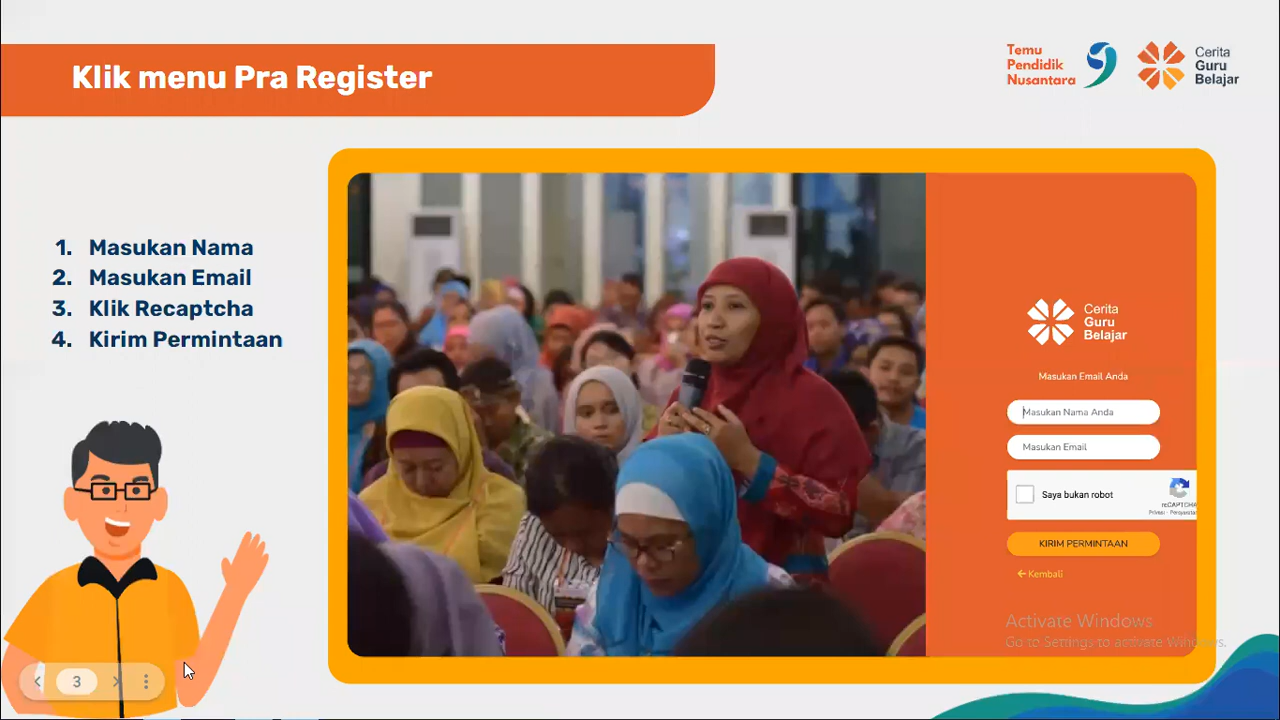 Klik menu Pra Register
Temu
Pendidik
Nusantara
Cerita
Guru
Belajar
1. Masukan Nama
2. Masukan Email
3. Klik Recaptcha
4. Kirim Permintaan
Cerita
Guru
Belajar
Masukan Email Anda
Masukan Nama Anda
Masukan Email
Saya bukan robot
reCAPTCHA
KIRIM PERMINTAAN
Kembali
Activate Windows
Go to Settings to activate Windows.
3